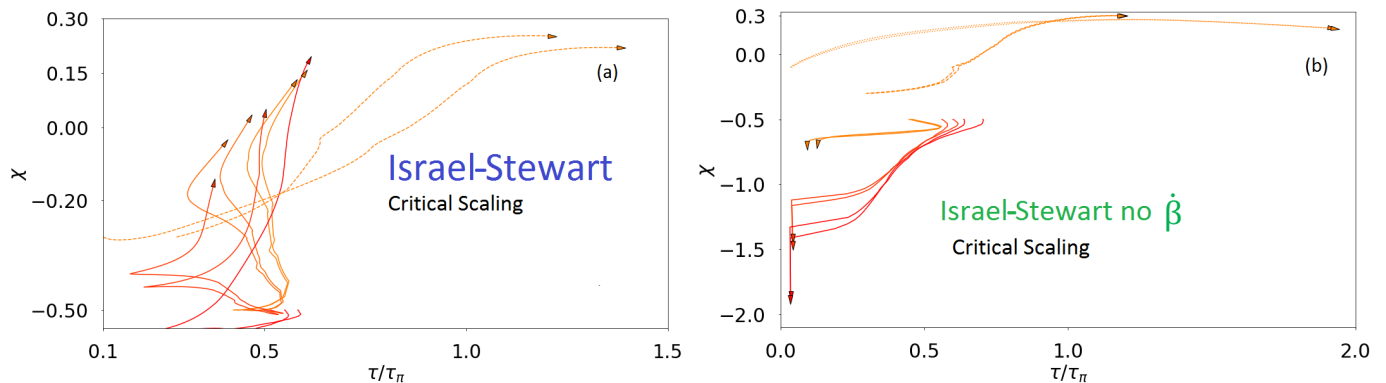 0.30
0.15
0.00
−0.20
−0.50
χ
0.1
0.5
1.0
1.5
τ/τπ
(a)
Israel-Stewart
Critical Scaling
0.3
0.0
−0.5
−1.0
−1.5
−2.0
χ
0.0
0.5
1.0
2.0
τ/τπ
(b)
Israel-Stewart no β̇
Critical Scaling